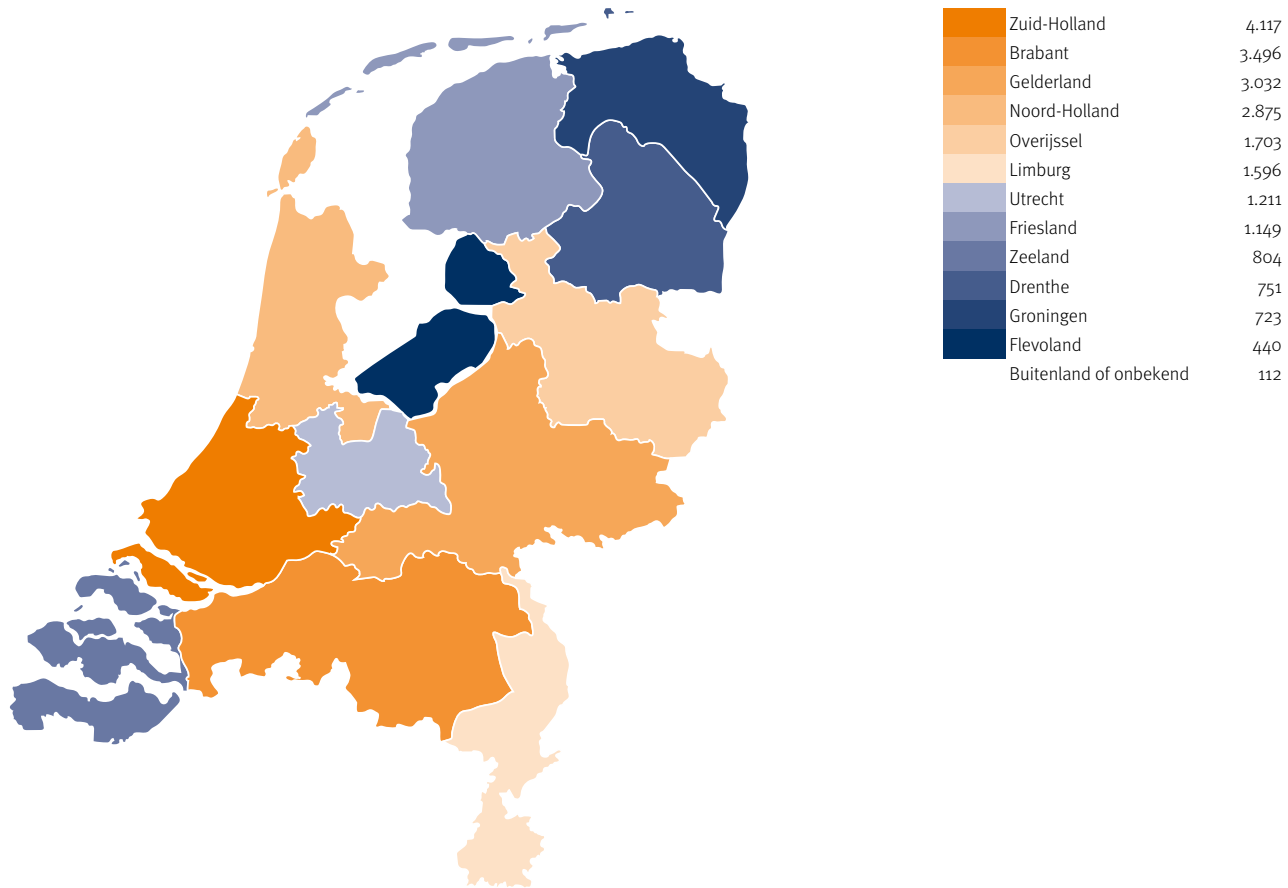 Zuid-Holland 4.117
Brabant 3.496
Gelderland 3.032
Noord-Holland 2.875
Overijssel 1.703
Limburg 1.596
Utrecht 1.211
Friesland 1.149
Zeeland 804
Drenthe 751
Groningen 723
Flevoland 440
Buitenland of onbekend 112